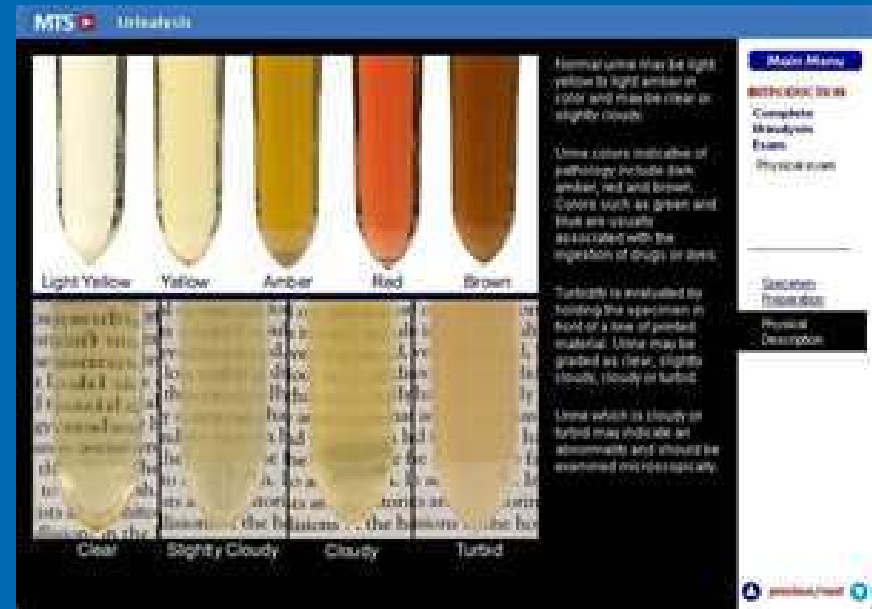 MTS Urinalysis
Light Yellow
Yellow
Amber
Red
Brown
Clear
Slightly Cloudy
Cloudy
Turbid
Normal urine may be light
yellow to light amber in
color and may be clear or
slightly cloudy.
Urine colors indicative of
pathology include dark
amber, red and brown.
Colors such as green and
blue are usually
associated with the
ingestion of drugs or dyes.
Turbidity is evaluated by
holding the specimen in
front of a line of printed
material. Urine may be
graded as clear, slightly
cloudy, cloudy or turbid.
Urine which is cloudy or
turbid may indicate an
abnormality and should be
examined microscopically.
Main Menu
INTRODUCTION
Complete
Urinalysis
Exam
Physical exam
Specimen
Preparation
Physical
Description
previous/next